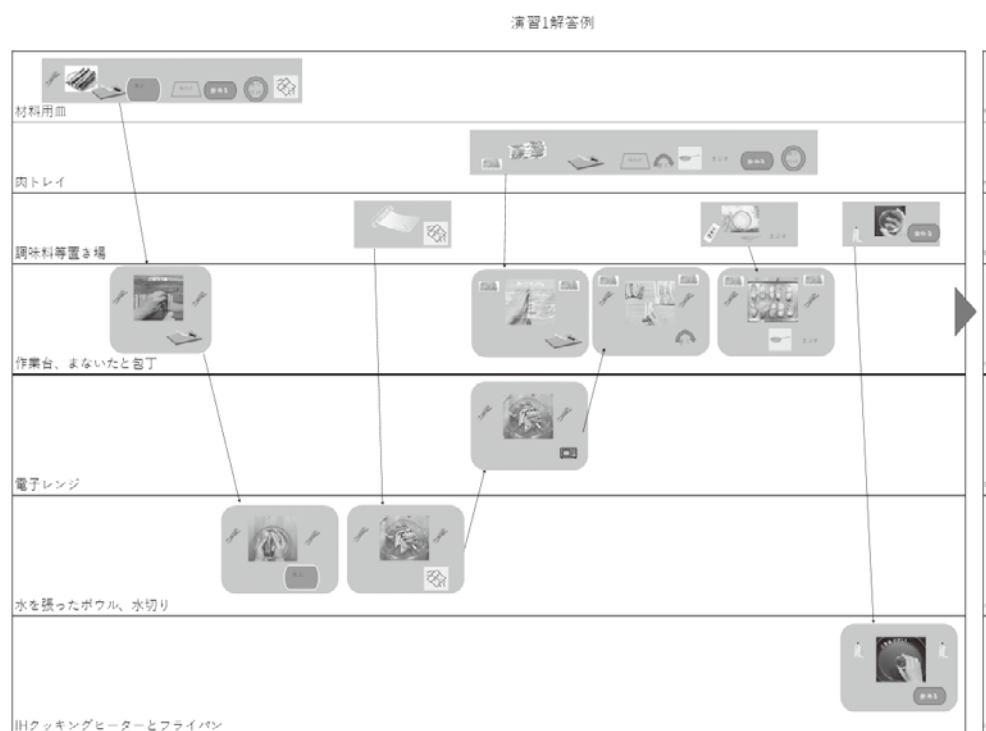 演習1解答例
材料用皿
肉トレイ
調味料等置き場
作業台、まないたと包丁
電子レンジ
水を張ったボウル、水切り
IHクッキングヒーターとフライパン